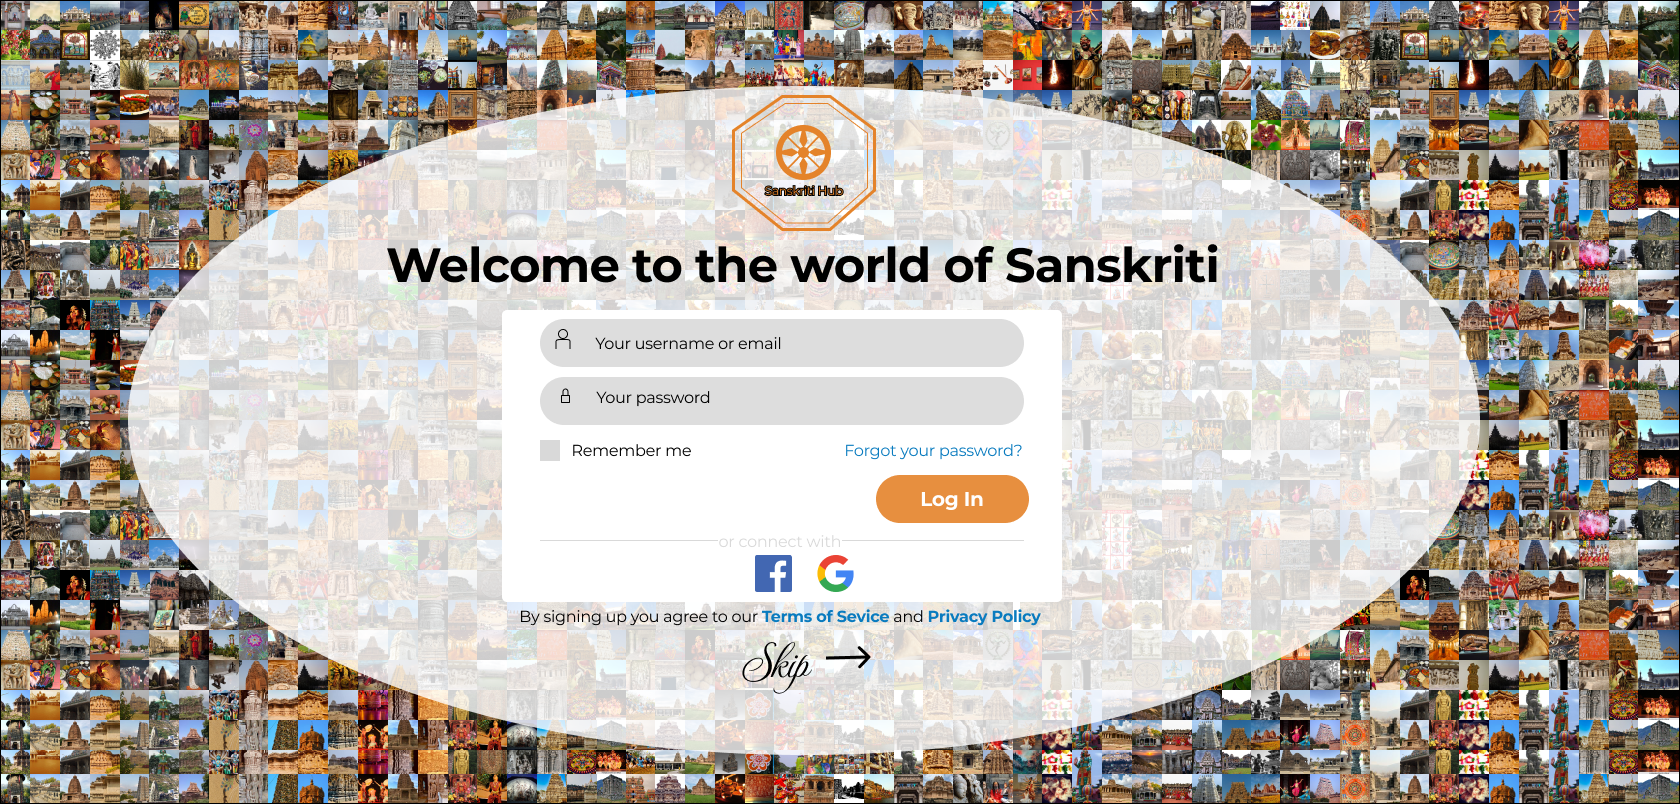 Sanskriti Hub
Welcome to the world of Sanskriti
Your username or email
Your password
Remember me
Forgot your password?
Log In
or connect with
By signing up you agree to our Terms of Sevice and Privacy Policy
Skip